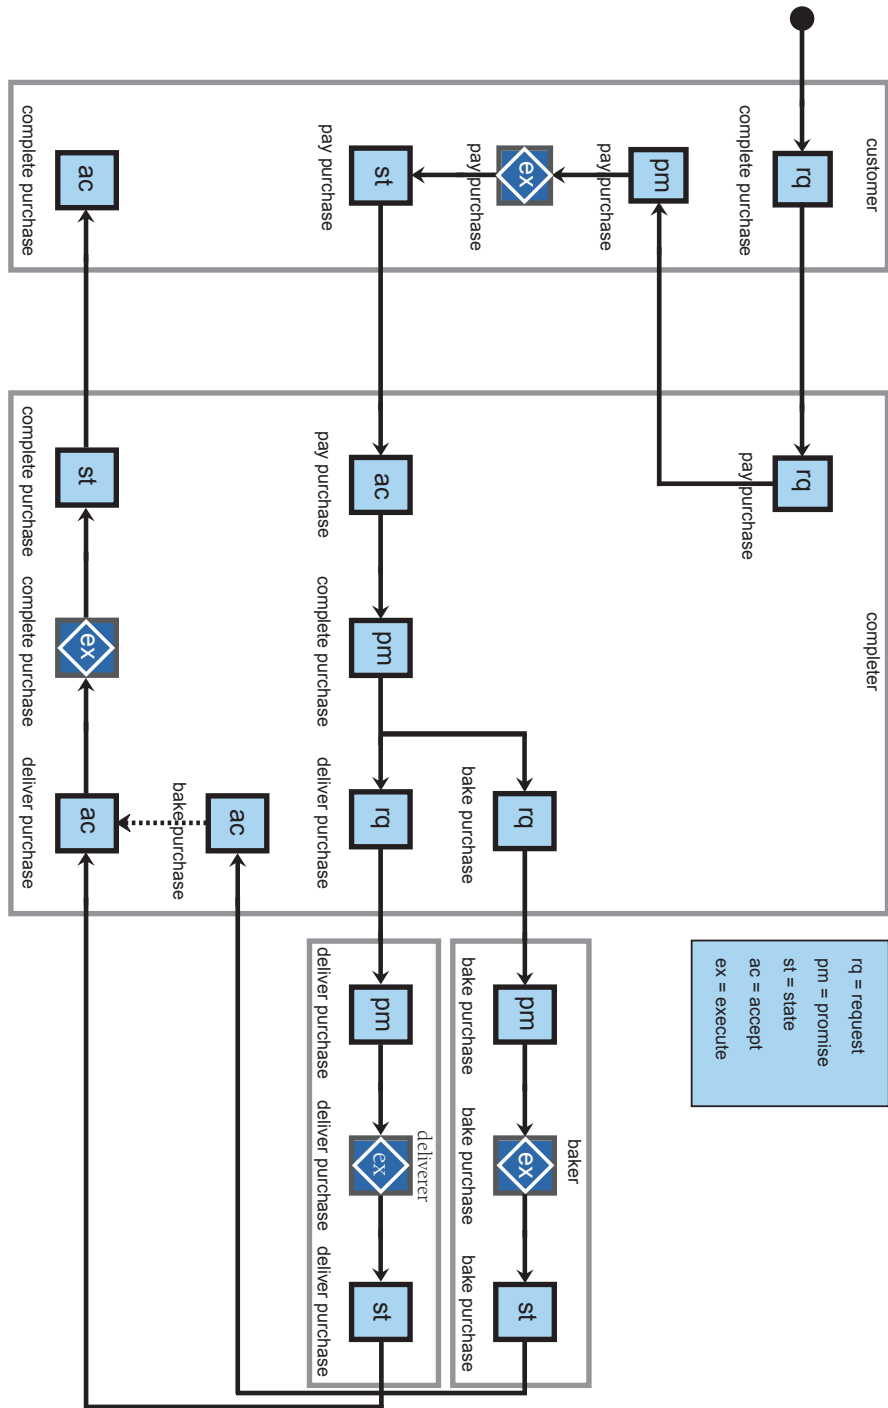 customer
rq
complete purchase
pm
pay purchase
ex
pay purchase
st
pay purchase
ac
complete purchase
completer
rq
pay purchase
ac
pay purchase
pm
complete purchase
rq
bake purchase
rq
deliver purchase
ac
bake purchase
st
complete purchase
ex
complete purchase
ac
deliver purchase
rq = request
pm = promise
st = state
ac = accept
ex = execute
baker
pm
bake purchase
ex
bake purchase
st
bake purchase
deliverer
pm
deliver purchase
ex
deliver purchase
st
deliver purchase